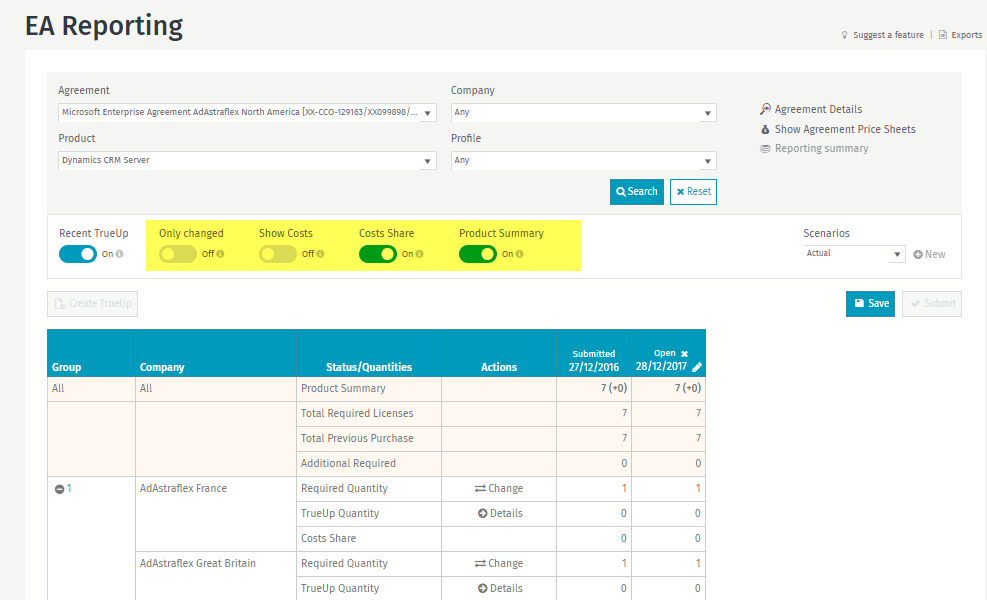 EA Reporting
Suggest a feature | Exports
Agreement
Company
Microsoft Enterprise Agreement AdAstraflex North America [XX-CCO-129163/XX099898/...
Any
Agreement Details
Product
Profile
Show Agreement Price Sheets
Dynamics CRM Server
Any
Reporting summary
Search
Reset
Recent TrueUp
Only changed
Show Costs
Costs Share
Product Summary
Scenarios
On
Off
Off
On
On
Actual
New
Create TrueUp
Save
Submit
Group Company Status/Quantities Actions Submitted 27/12/2016 Open 28/12/2017
All All Product Summary 7 (+0) 7 (+0)
Total Required Licenses 7 7
Total Previous Purchase 7 7
Additional Required 0 0
1 AdAstraflex France Required Quantity Change 1 1
TrueUp Quantity Details 0 0
Costs Share 0 0
AdAstraflex Great Britain Required Quantity Change 1 1
TrueUp Quantity Details 0 0